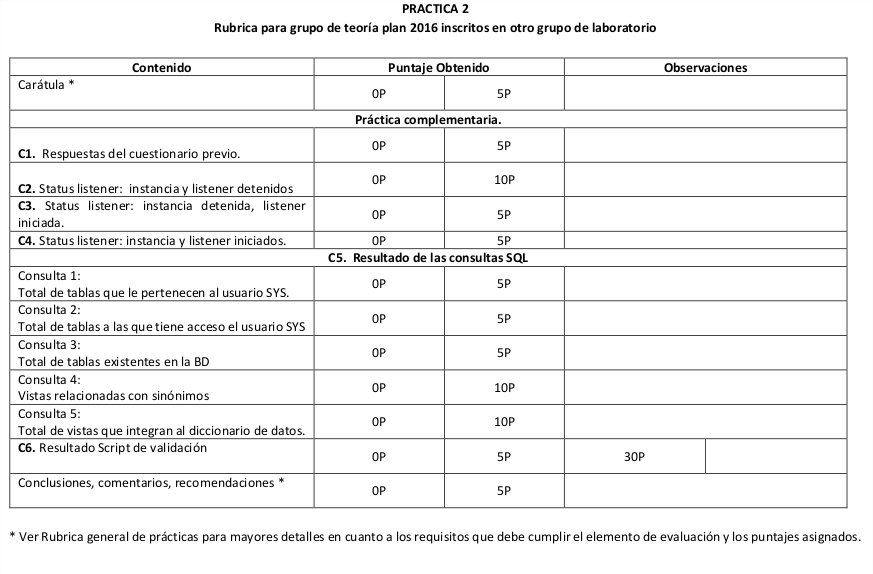 PRACTICA 2
Rubrica para grupo de teoría plan 2016 inscritos en otro grupo de laboratorio
Contenido Puntaje Obtenido Observaciones
Carátula *
0P 5P
Práctica complementaria.
C1. Respuestas del cuestionario previo. 0P 5P
C2. Status listener: instancia y listener detenidos 0P 10P
C3. Status listener: instancia detenida, listener
iniciada. 0P 5P
C4. Status listener: instancia y listener iniciados. 0P 5P
C5. Resultado de las consultas SQL
Consulta 1:
Total de tablas que le pertenecen al usuario SYS. 0P 5P
Consulta 2:
Total de tablas a las que tiene acceso el usuario SYS 0P 5P
Consulta 3:
Total de tablas existentes en la BD 0P 5P
Consulta 4:
Vistas relacionadas con sinónimos 0P 10P
Consulta 5:
Total de vistas que integran al diccionario de datos. 0P 10P
C6. Resultado Script de validación
0P 5P 30P
Conclusiones, comentarios, recomendaciones *
0P 5P
* Ver Rubrica general de prácticas para mayores detalles en cuanto a los requisitos que debe cumplir el elemento de evaluación y los puntajes asignados.